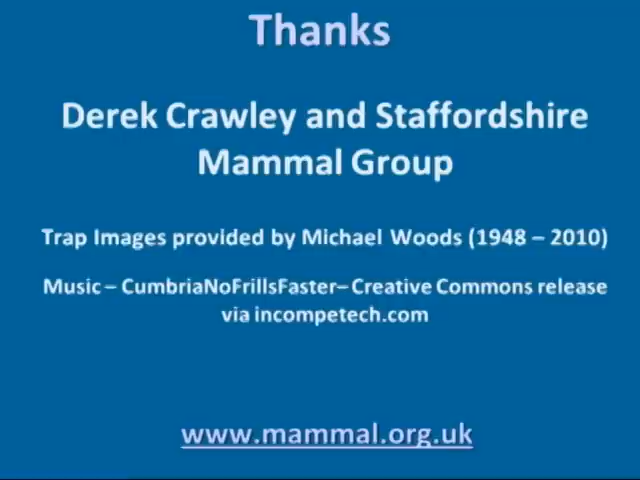 Thanks
Derek Crawley and Staffordshire
Mammal Group
Trap Images provided by Michael Woods (1948 – 2010)
Music – CumbriaNoFrillsFaster– Creative Commons release
via incompetech.com
www.mammal.org.uk